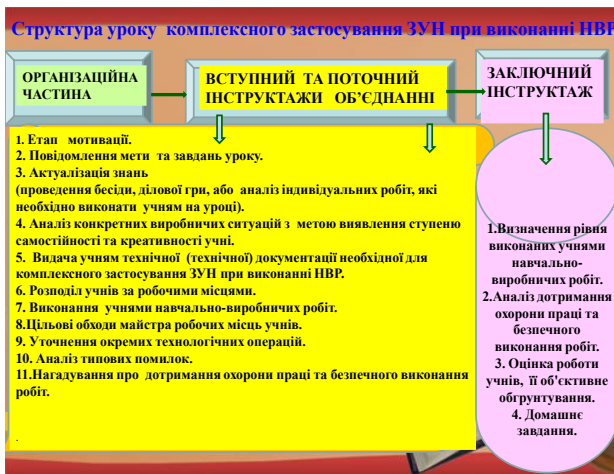 Структура уроку комплексного застосування ЗУН при виконанні НВР
ОРГАНІЗАЦІЙНА
ЧАСТИНА
ВСТУПНИЙ ТА ПОТОЧНИЙ
ІНСТРУКТАЖИ ОБ’ЄДНАННІ
ЗАКЛЮЧНИЙ
ІНСТРУКТАЖ
1. Етап мотивації.
2. Повідомлення мети та завдань уроку.
3. Актуалізація знань
(проведення бесіди, ділової гри, або аналіз індивідуальних робіт, які
необхідно виконати учням на уроці).
4. Аналіз конкретних виробничих ситуацій з метою виявлення ступеню
самостійності та креативності учні.
5. Видача учням технічної (технічної) документації необхідної для
комплексного застосування ЗУН при виконанні НВР.
6. Розподіл учнів за робочими місцями.
7. Виконання учнями навчально-виробничих робіт.
8.Цільові обходи майстра робочих місць учнів.
9. Уточнення окремих технологічних операцій.
10. Аналіз типових помилок.
11.Нагадування про дотримання охорони праці та безпечного виконання
робіт.
.
1.Визначення рівня
виконаних учнями
навчально-
виробничих робіт.
2.Аналіз дотримання
охорони праці та
безпечного
виконання робіт.
3. Оцінка роботи
учнів, її об'єктивне
обгрунтування.
4. Домашнє
завдання.